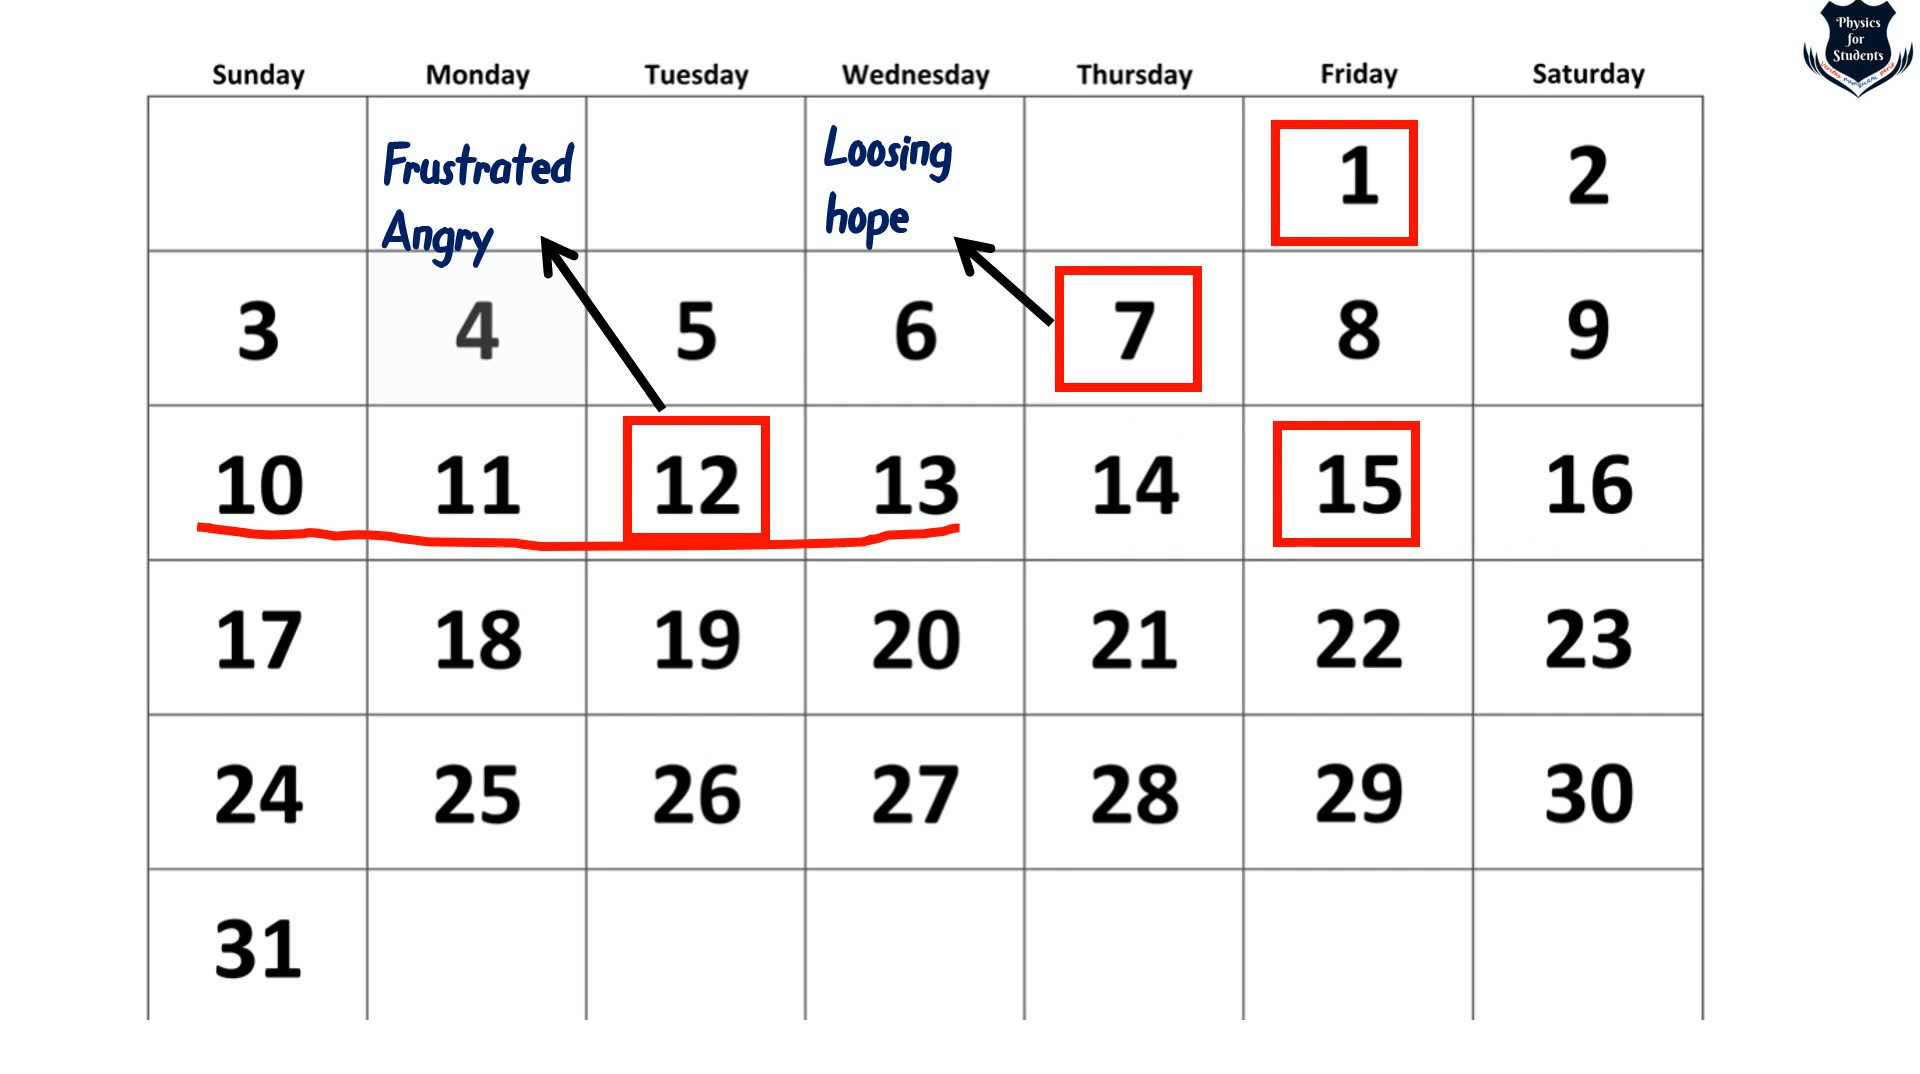 Physics
for
Students
Sunday Monday Tuesday Wednesday Thursday Friday Saturday
Frustrated
Angry
Loosing
hope
1 2
3 4 5 6 7 8 9
10 11 12 13 14 15 16
17 18 19 20 21 22 23
24 25 26 27 28 29 30
31